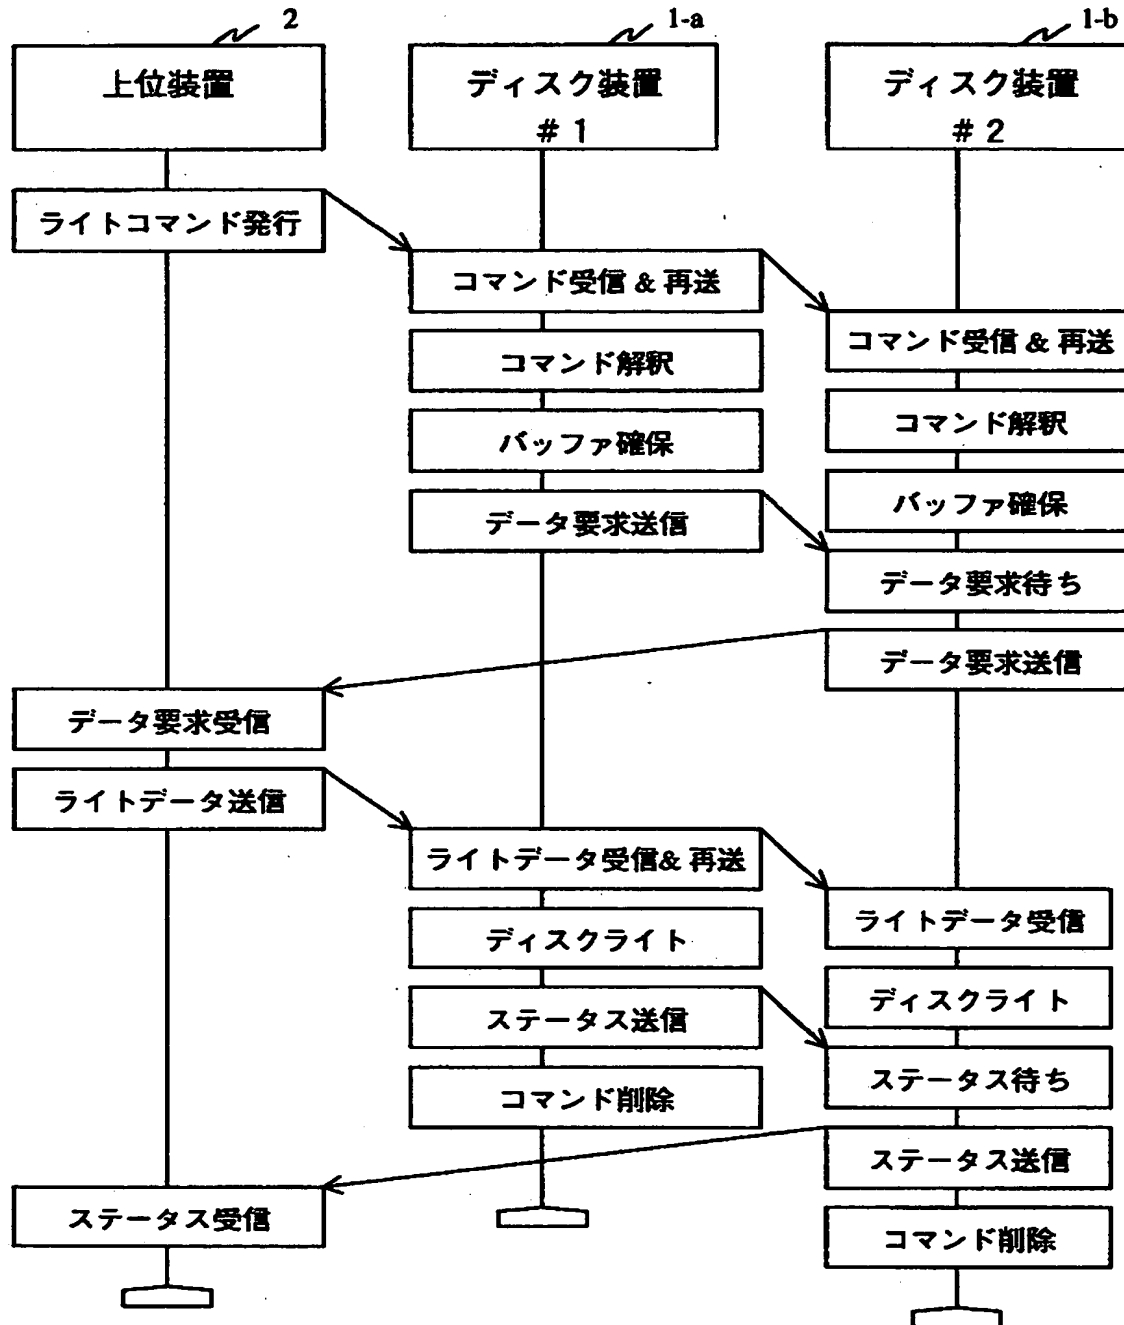 2
1-a
1-b
上位装置
ディスク装置
#1
ディスク装置
#2
ライトコマンド発行
コマンド受信 & 再送
コマンド受信 & 再送
コマンド解釈
コマンド解釈
バッファ確保
バッファ確保
データ要求送信
データ要求待ち
データ要求送信
データ要求受信
ライトデータ送信
ライトデータ受信& 再送
ライトデータ受信
ディスクライト
ディスクライト
ステータス送信
ステータス待ち
コマンド削除
ステータス送信
ステータス受信
コマンド削除